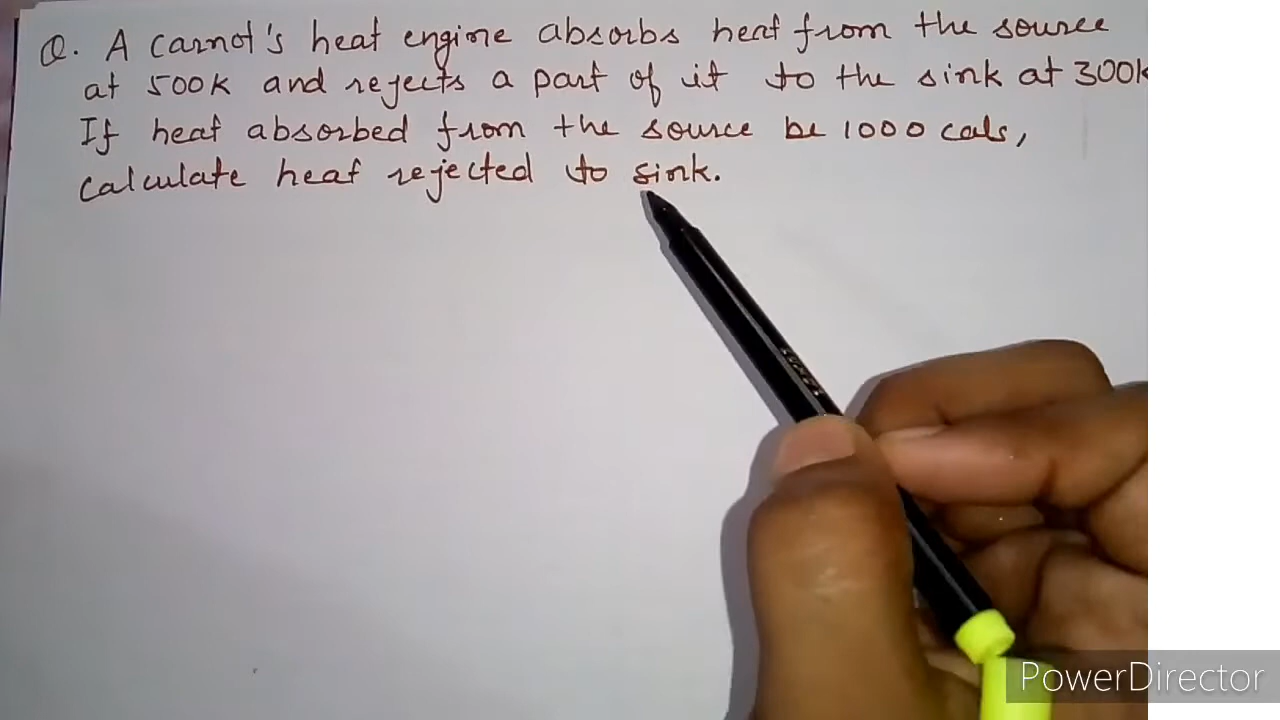 Q. A carnot's heat engine absorbs heat from the source
at 500K and rejects a part of it to the sink at 300K
If heat absorbed from the source be 1000 cals,
calculate heat rejected to sink.
PowerDirector